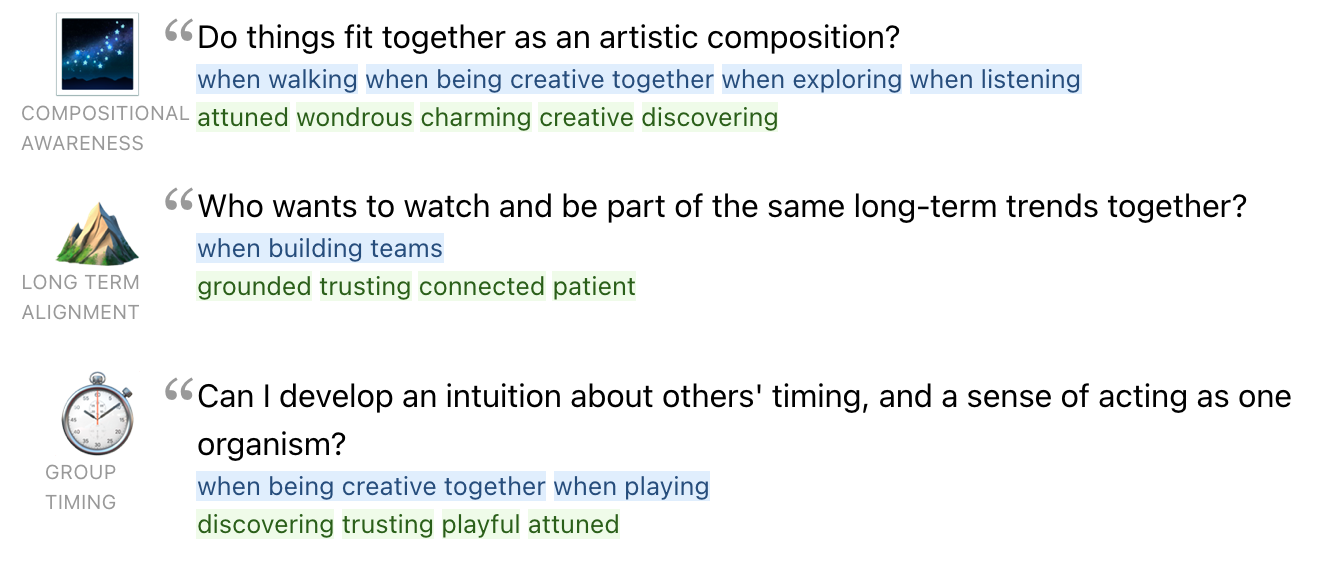 “Do things fit together as an artistic composition?
when walking when being creative together when exploring when listening
COMPOSITIONAL
AWARENESS
attuned wondrous charming creative discovering
“Who wants to watch and be part of the same long-term trends together?
when building teams
LONG TERM
ALIGNMENT
grounded trusting connected patient
“Can I develop an intuition about others' timing, and a sense of acting as one
organism?
GROUP
TIMING
when being creative together when playing
discovering trusting playful attuned